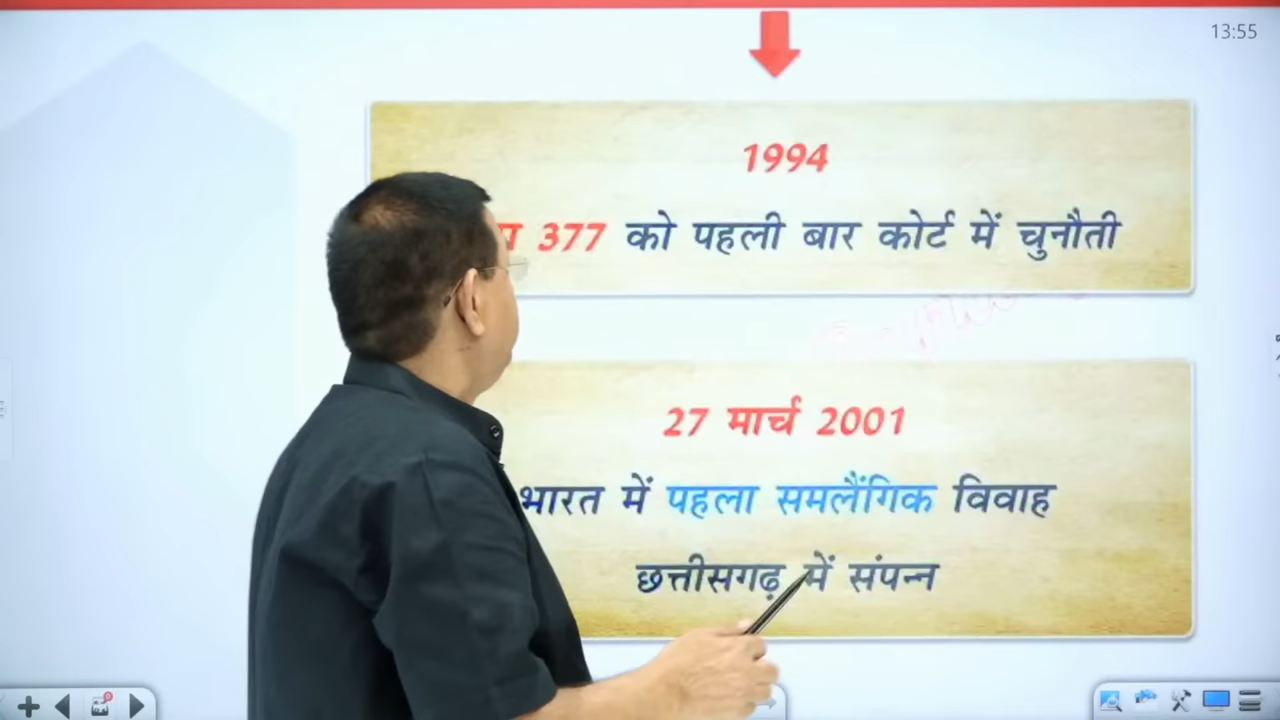 13:55
1994
377 को पहली बार कोर्ट में चुनौती
27 मार्च 2001
भारत में पहला समलैंगिक विवाह
छत्तीसगढ़ में संपन्न